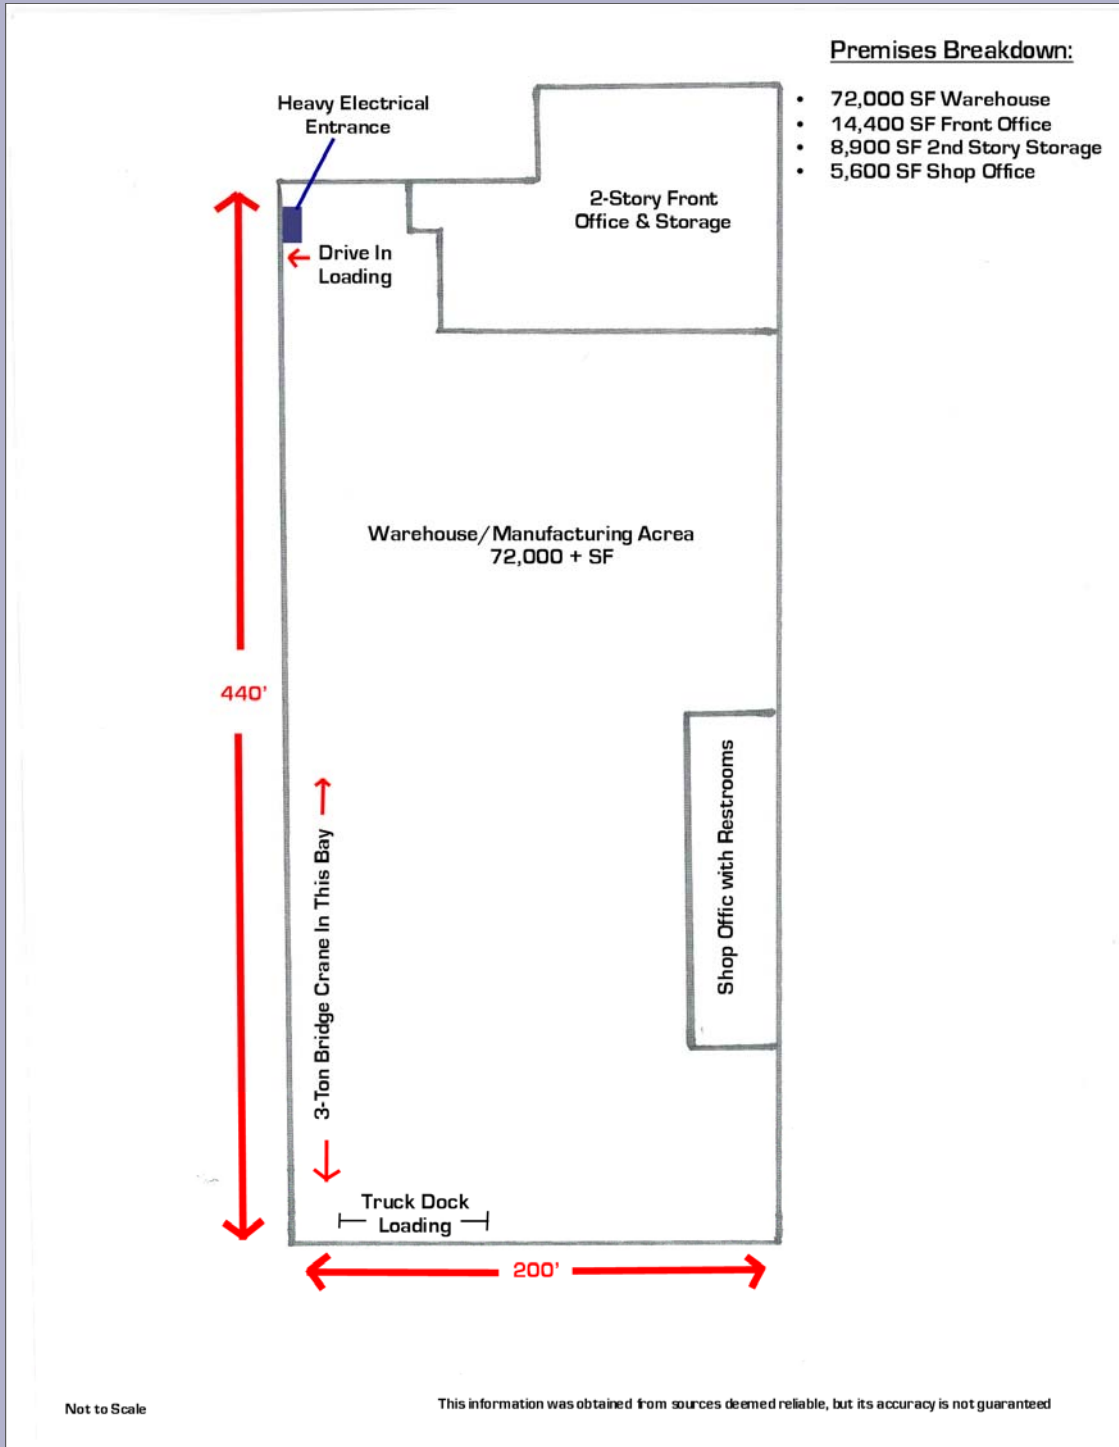 Premises Breakdown:
• 72,000 SF Warehouse
• 14,400 SF Front Office
• 8,900 SF 2nd Story Storage
• 5,600 SF Shop Office
Heavy Electrical
Entrance
2-Story Front
Office & Storage
Drive In
Loading
Warehouse/Manufacturing Acrea
72,000 + SF
440'
Shop Offic with Restrooms
3-Ton Bridge Crane In This Bay
Truck Dock
Loading
200'
Not to Scale
This information was obtained from sources deemed reliable, but its accuracy is not guaranteed